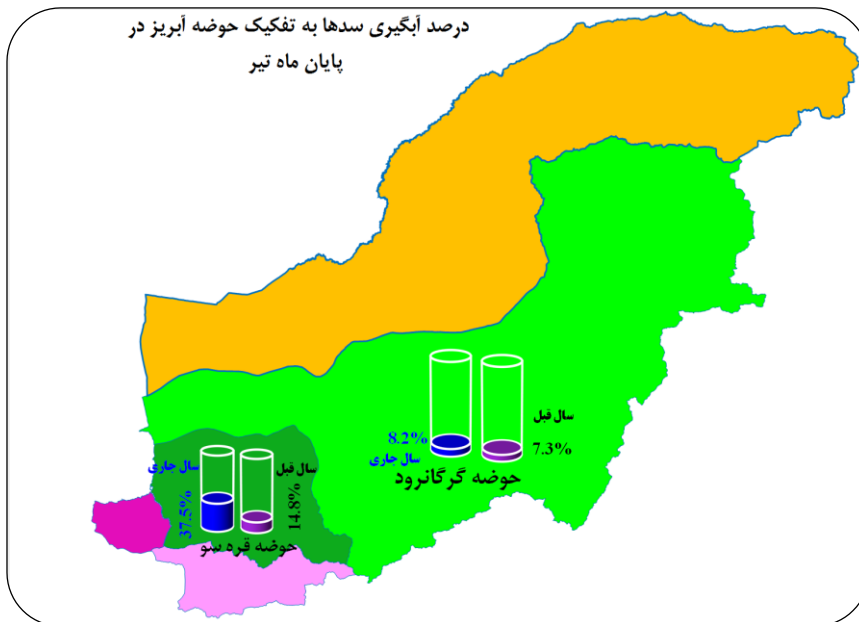 درصد آبگیری سدها به تفکیک حوضه آبریز در
پایان ماه تیر
سال قبل
7.3%
8.2%
سال جاری
حوضه گرگانرود
سال قبل
14.8%
سال جاری
37.5%
حوضه قره سو